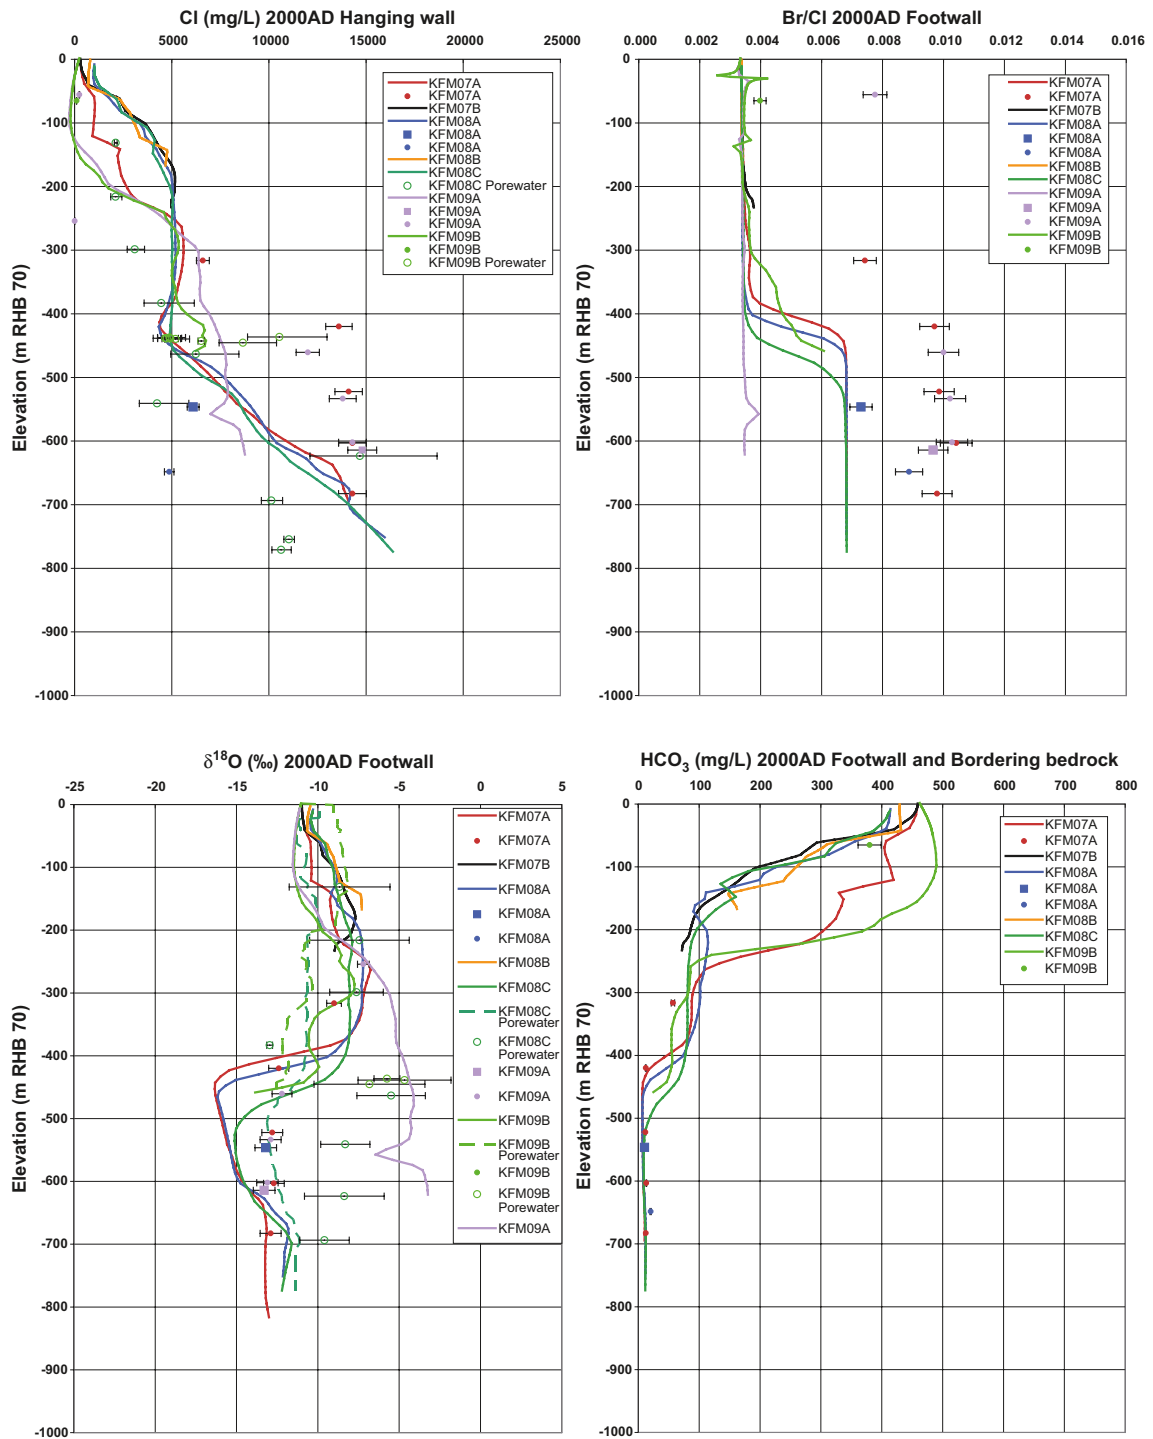 Cl (mg/L) 2000AD Hanging wall
0 5000 10000 15000 20000 25000
0
-100
-200
-300
-400
-500
-600
-700
-800
-900
-1000
Elevation (m RHB 70)
KFM07A
KFM07A
KFM07B
KFM08A
KFM08A
KFM08A
KFM08B
KFM08C
KFM08C Porewater
KFM09A
KFM09A
KFM09A
KFM09B
KFM09B
KFM09B Porewater
Br/Cl 2000AD Footwall
0.000 0.002 0.004 0.006 0.008 0.010 0.012 0.014 0.016
0
-100
-200
-300
-400
-500
-600
-700
-800
-900
-1000
Elevation (m RHB 70)
KFM07A
KFM07A
KFM07B
KFM08A
KFM08A
KFM08A
KFM08B
KFM08C
KFM09A
KFM09A
KFM09A
KFM09B
KFM09B
δ18O (‰) 2000AD Footwall
-25 -20 -15 -10 -5 0 5
0
-100
-200
-300
-400
-500
-600
-700
-800
-900
-1000
Elevation (m RHB 70)
KFM07A
KFM07A
KFM07B
KFM08A
KFM08A
KFM08A
KFM08B
KFM08C
KFM08C
Porewater
KFM08C
Porewater
KFM09A
KFM09A
KFM09B
KFM09B
Porewater
KFM09B
KFM09B
Porewater
KFM09A
HCO3 (mg/L) 2000AD Footwall and Bordering bedrock
0 100 200 300 400 500 600 700 800
0
-100
-200
-300
-400
-500
-600
-700
-800
-900
-1000
Elevation (m RHB 70)
KFM07A
KFM07A
KFM07B
KFM08A
KFM08A
KFM08A
KFM08B
KFM08C
KFM09B
KFM09B